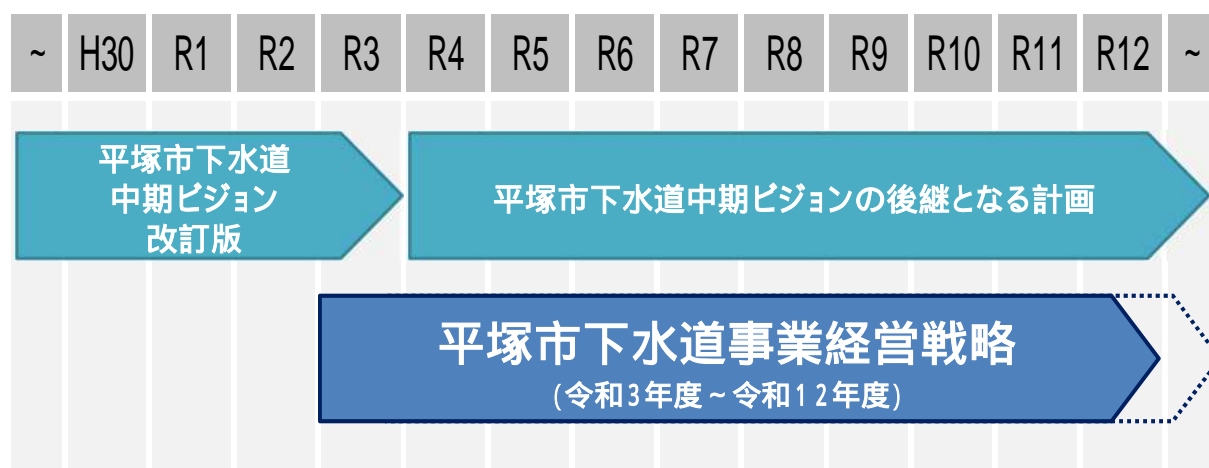 ~ H30 R1 R2 R3 R4 R5 R6 R7 R8 R9 R10 R11 R12 ~
平塚市下水道
中期ビジョン
改訂版
平塚市下水道中期ビジョンの後継となる計画
平塚市下水道事業経営戦略
(令和3年度~令和12年度)